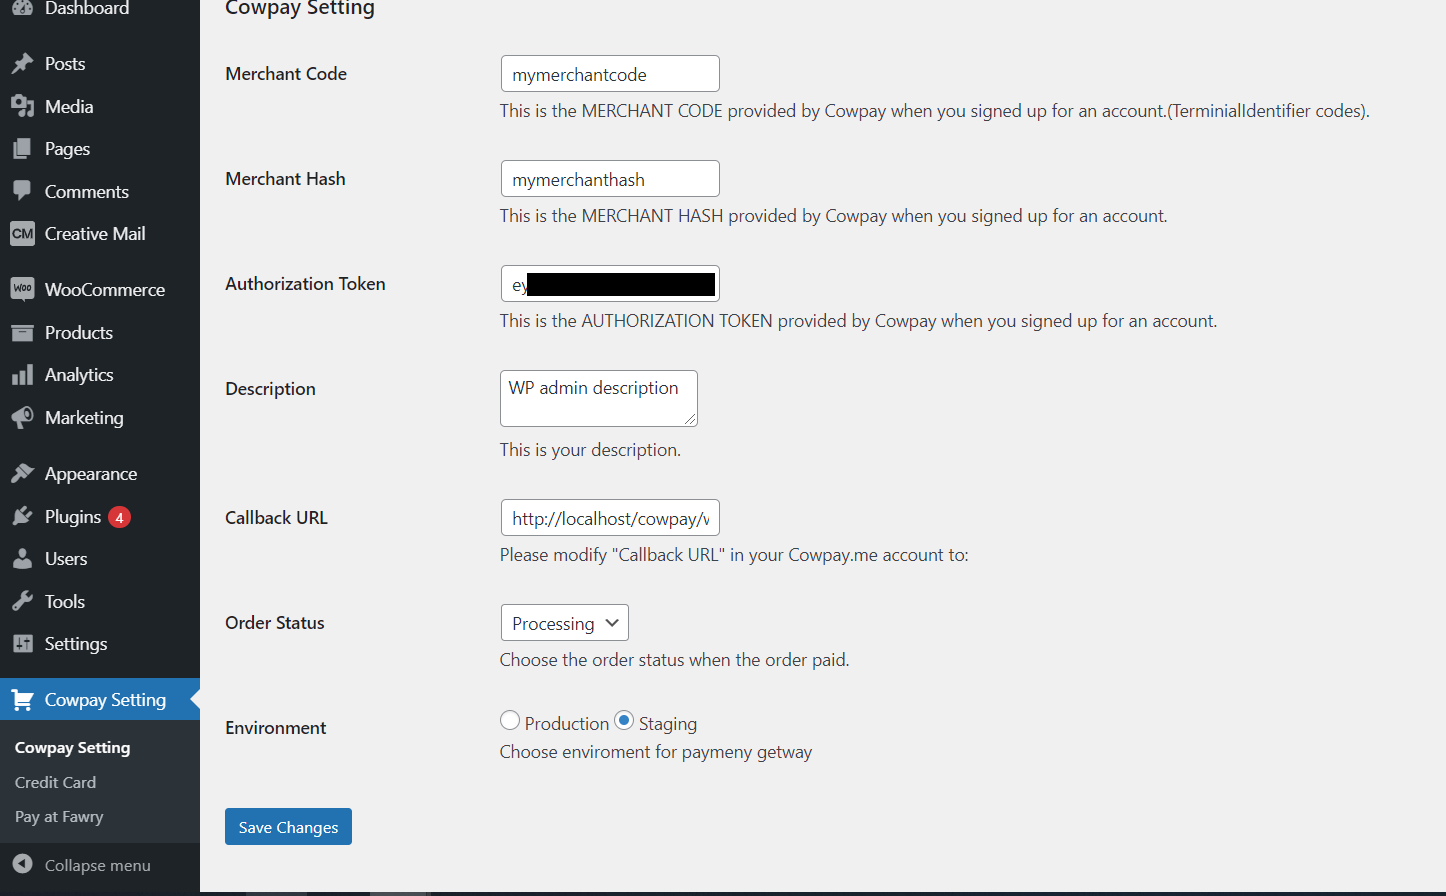 Dashboard
Posts
Media
Pages
Comments
CM Creative Mail
Woo WooCommerce
Products
Analytics
Marketing
Appearance
Plugins 4
Users
Tools
Settings
Cowpay Setting
Cowpay Setting
Credit Card
Pay at Fawry
Collapse menu
Cowpay Setting
Merchant Code
mymerchantcode
This is the MERCHANT CODE provided by Cowpay when you signed up for an account.(TerminialIdentifier codes).
Merchant Hash
mymerchanthash
This is the MERCHANT HASH provided by Cowpay when you signed up for an account.
Authorization Token
ey
This is the AUTHORIZATION TOKEN provided by Cowpay when you signed up for an account.
Description
WP admin description
This is your description.
Callback URL
http://localhost/cowpay/v
Please modify "Callback URL" in your Cowpay.me account to:
Order Status
Processing
Choose the order status when the order paid.
Environment
Production Staging
Choose enviroment for paymeny getway
Save Changes